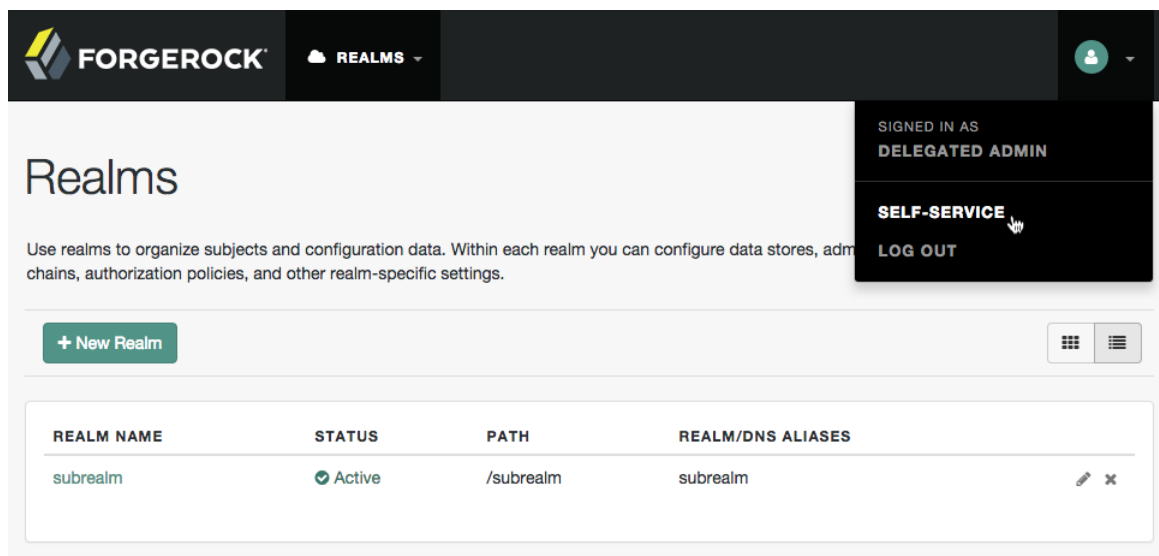 FORGEROCK
REALMS
SIGNED IN AS
DELEGATED ADMIN
SELF-SERVICE
LOG OUT
Realms
Use realms to organize subjects and configuration data. Within each realm you can configure data stores, adm
chains, authorization policies, and other realm-specific settings.
+ New Realm
REALM NAME STATUS PATH REALM/DNS ALIASES
subrealm Active /subrealm subrealm